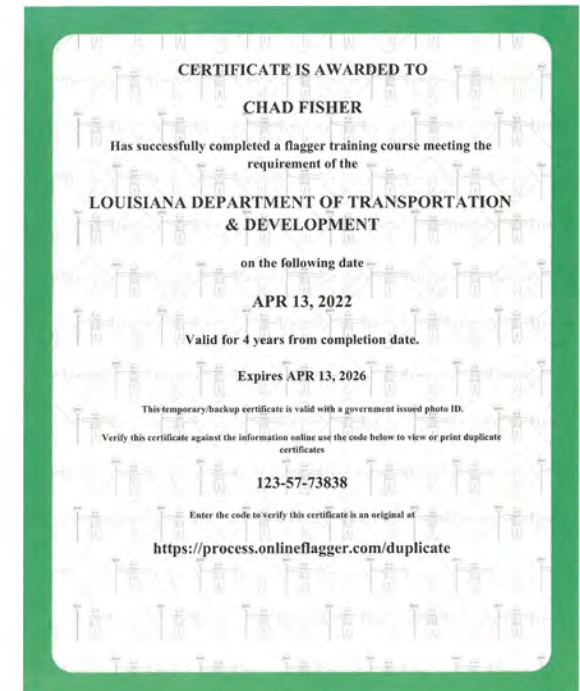 CERTIFICATE IS AWARDED TO
CHAD FISHER
Has successfully completed a flagger training course meeting the
requirement of the
LOUISIANA DEPARTMENT OF TRANSPORTATION
& DEVELOPMENT
on the following date
APR 13, 2022
Valid for 4 years from completion date.
Expires APR 13, 2026
This temporary/backup certificate is valid with a government issued photo ID.
Verify this certificate against the information online use the code below to view or print duplicate
certificates
123-57-73838
Enter the code to verify this certificate is an original at
https://process.onlineflagger.com/duplicate